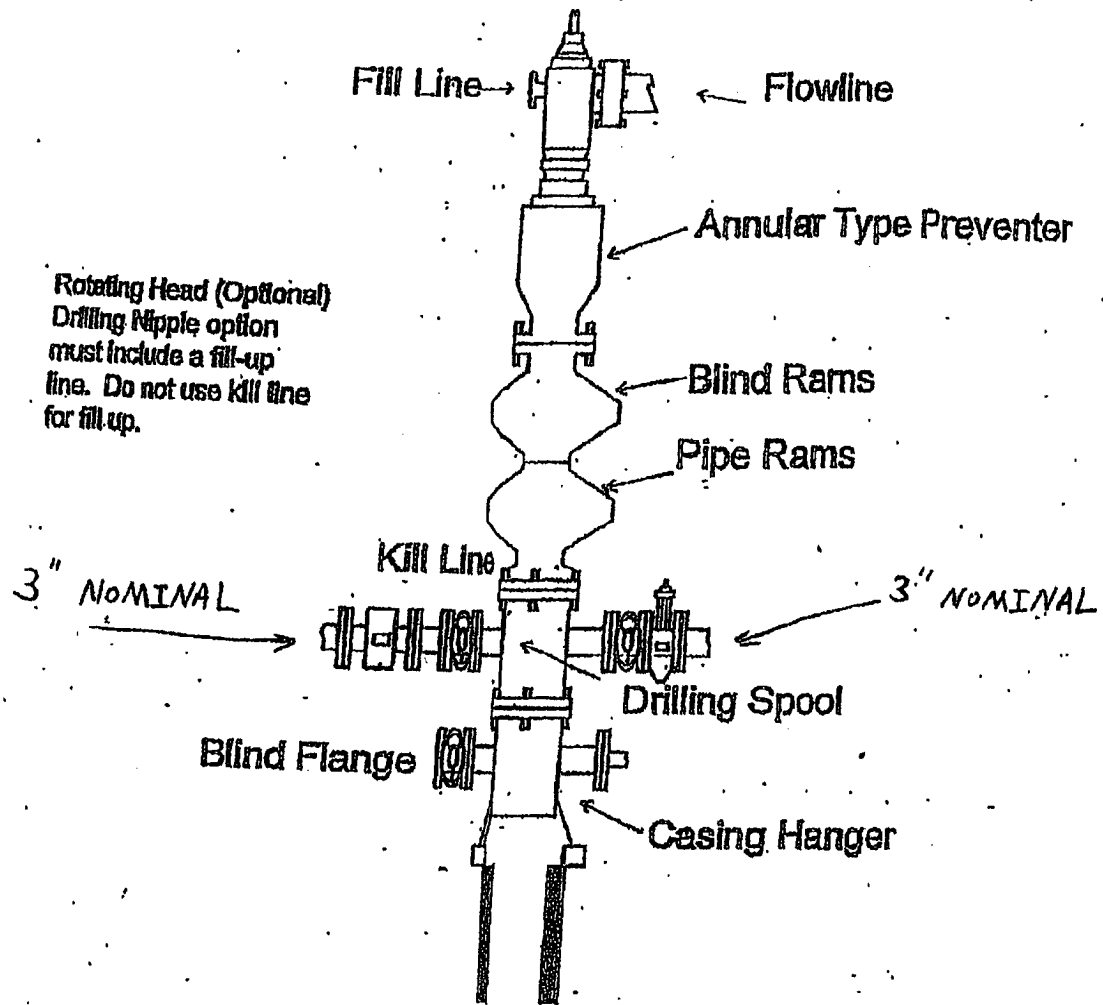 Fill Line
Flowline
Annular Type Preventer
Rotating Head (Optional)
Drilling Nipple option
must include a fill-up
line. Do not use kill line
for fill up.
Blind Rams
Pipe Rams
Kill Line
3" NOMINAL
3" NOMINAL
Drilling Spool
Blind Flange
Casing Hanger